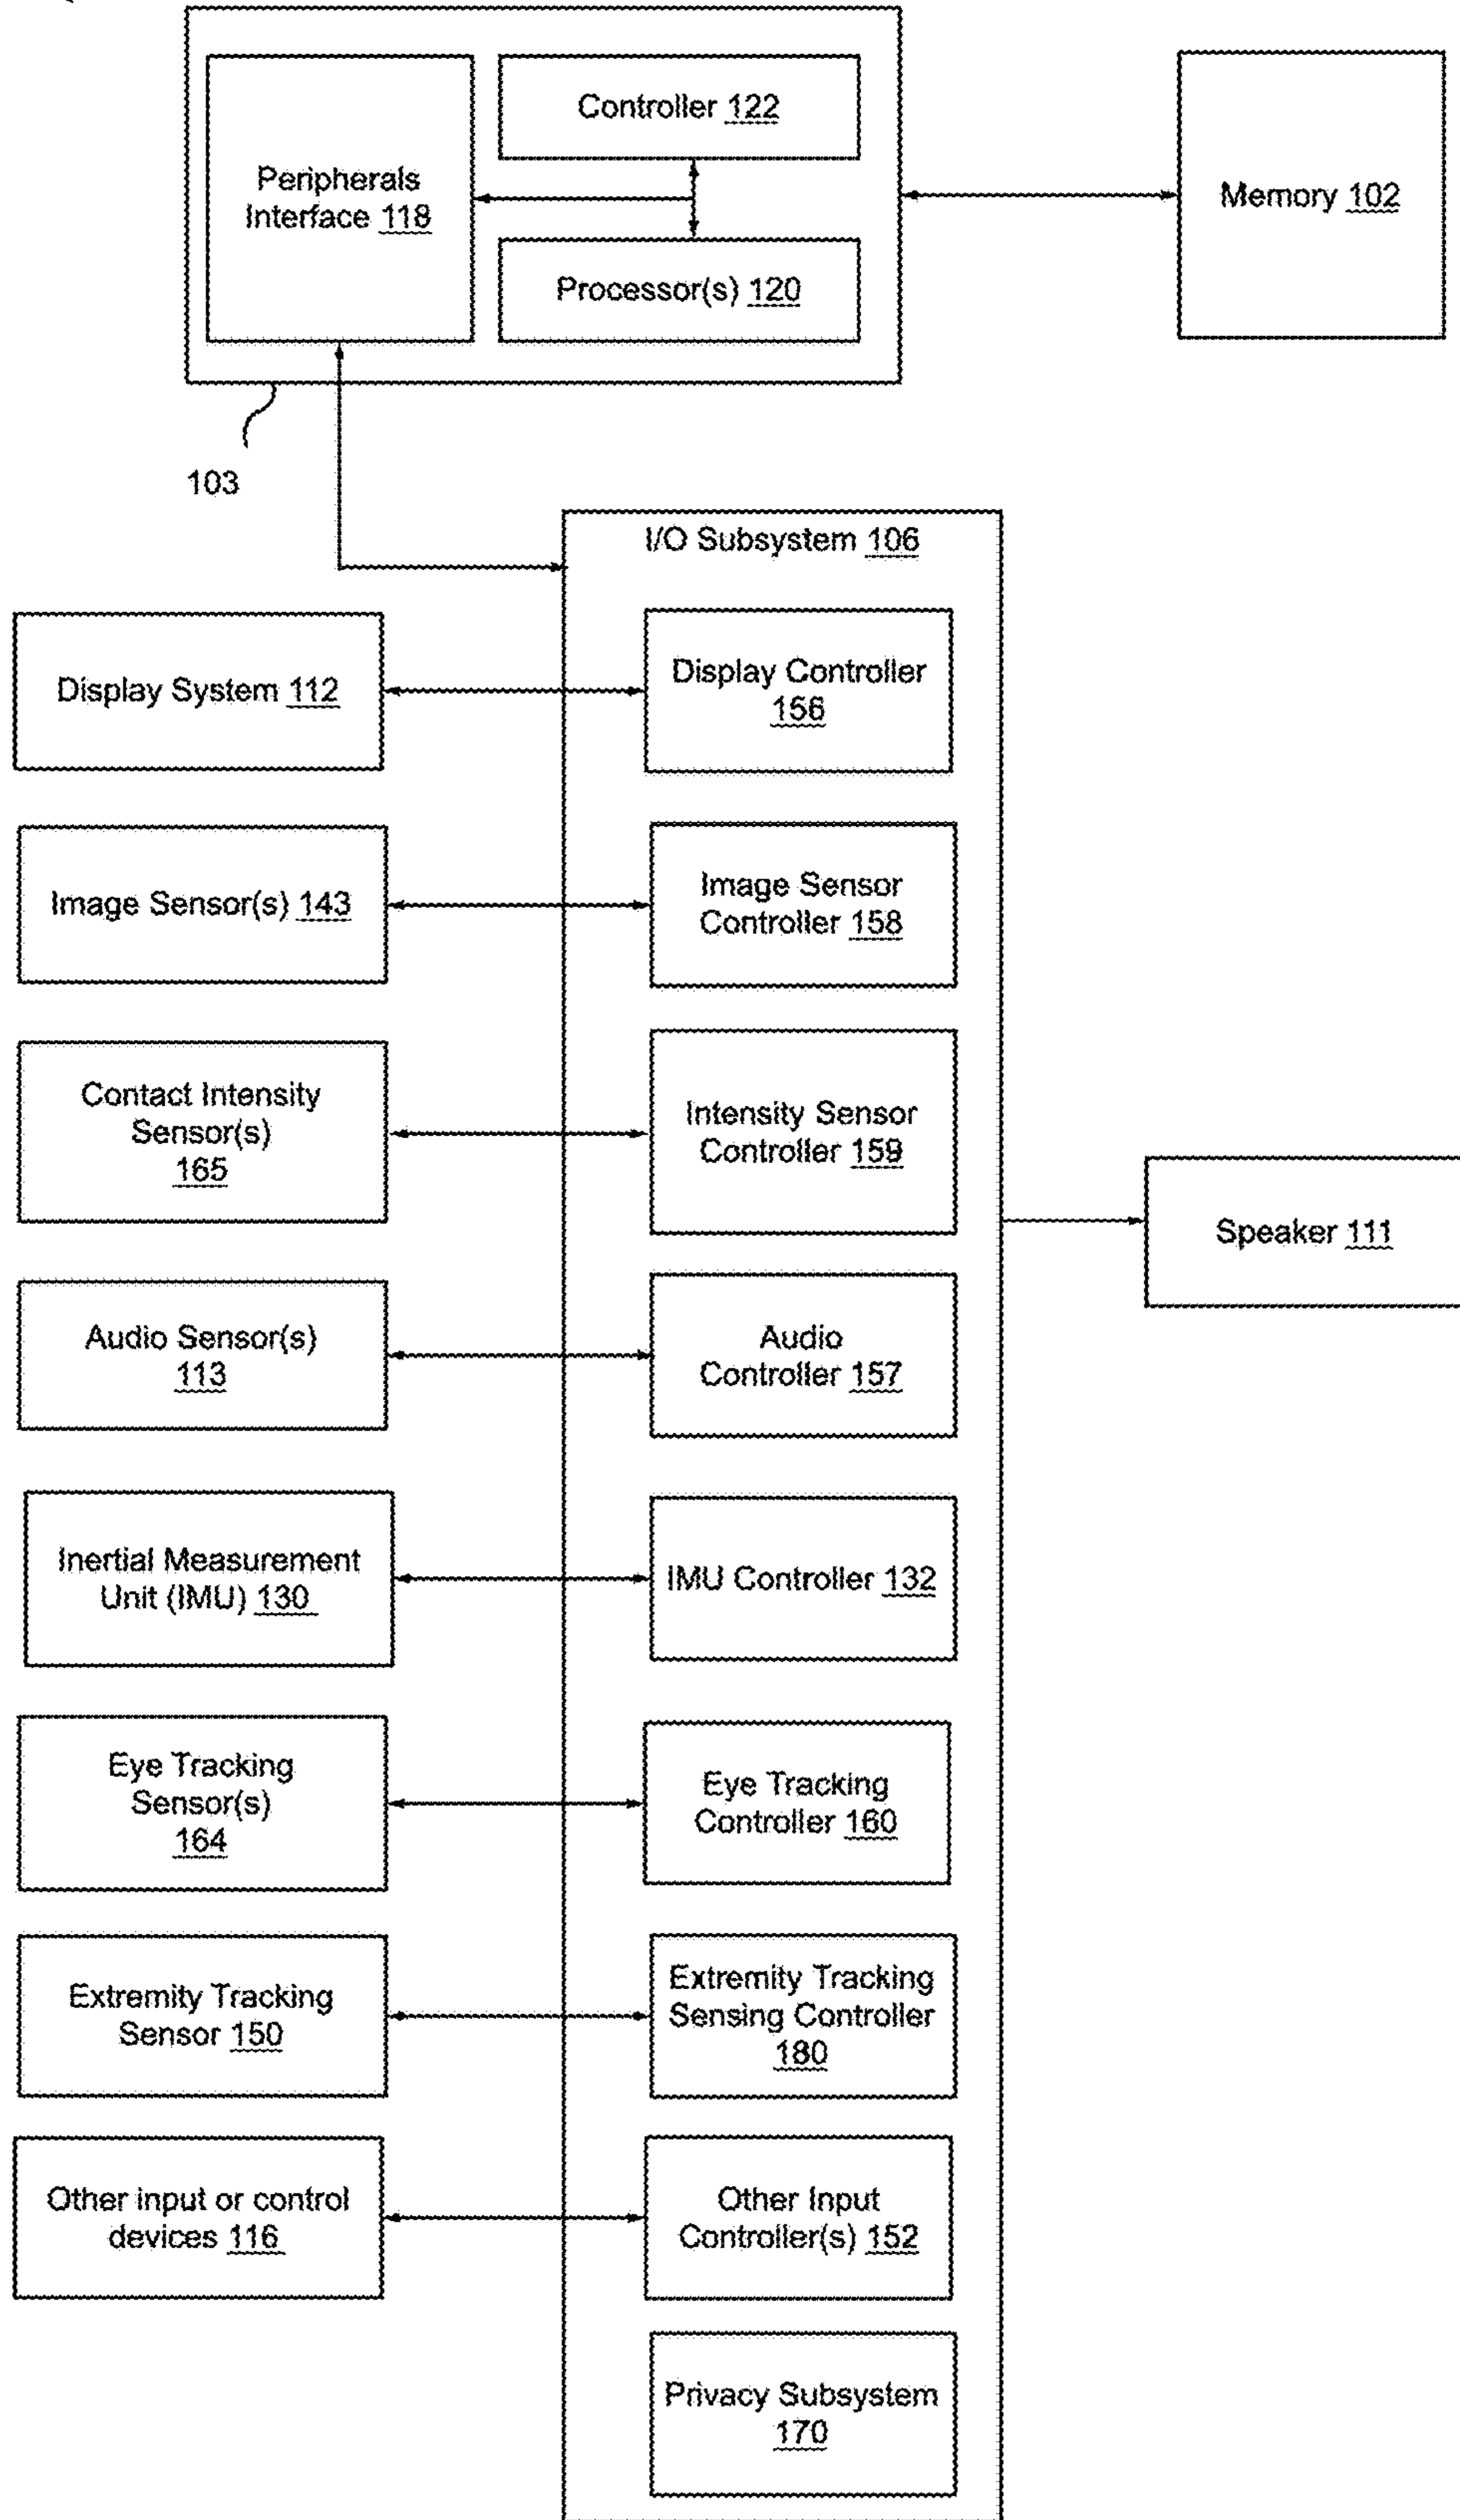 Controller 122
Peripherals
Interface 118
Memory 102
Processor(s) 120
103
I/O Subsystem 106
Display System 112
Display Controller
156
Image Sensor(s) 143
Image Sensor
Controller 158
Contact Intensity
Sensor(s)
165
Intensity Sensor
Controller 159
Speaker 111
Audio Sensor(s)
113
Audio
Controller 157
Inertial Measurement
Unit (IMU) 130
IMU Controller 132
Eye Tracking
Sensor(s)
164
Eye Tracking
Controller 160
Extremity Tracking
Sensor 150
Extremity Tracking
Sensing Controller
180
Other input or control
devices 116
Other Input
Controller(s) 152
Privacy Subsystem
170